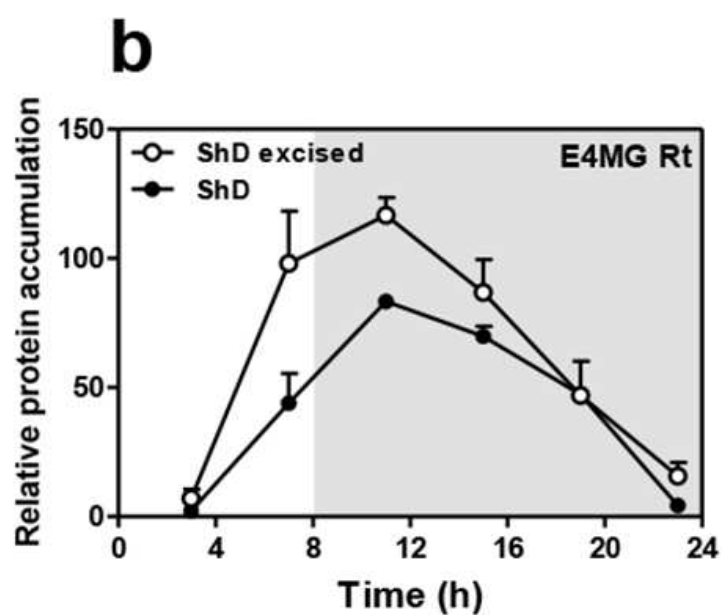 b
Relative protein accumulation
150
100
50
0
ShD excised
ShD
E4MG Rt
0 4 8 12 16 20 24
Time (h)